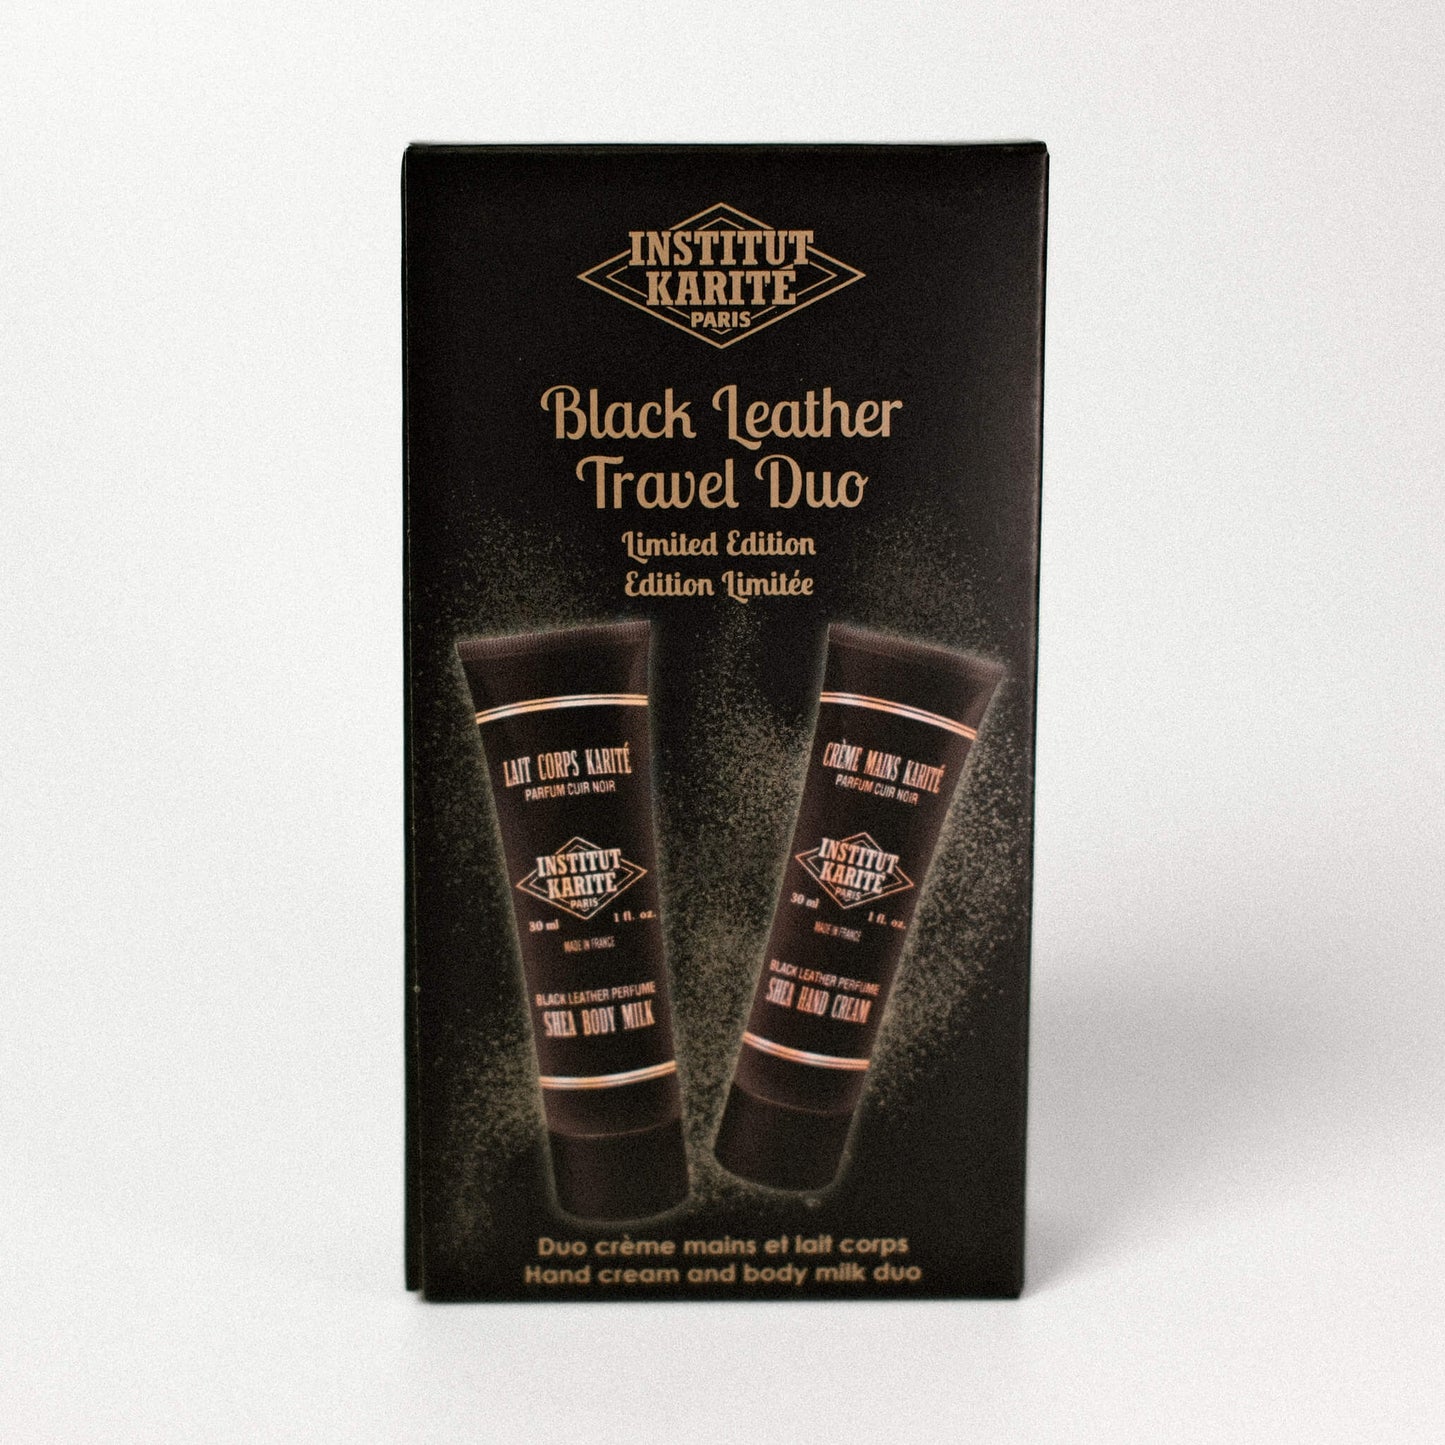 INSTITUT
KARITÉ
PARIS
Black Leather
Travel Duo
Limited Edition
Edition Limitée
LAIT CORPS KARITÉ
PARFUM CUIR NOIR
INSTITUT
KARITE
PARIS
30 ml 1 fl. oz.
MADE IN FRANCE
BLACK LEATHER PERFUME
SHEA BODY MILK
CRÈME MAINS KARITÉ
PARFUM CUIR NOIR
INSTITUT
KARITE
PARIS
30 ml 1 fl. oz.
MADE IN FRANCE
BLACK LEATHER PERFUME
SHEA HAND CREAM
Duo crème mains et lait corps
Hand cream and body milk duo